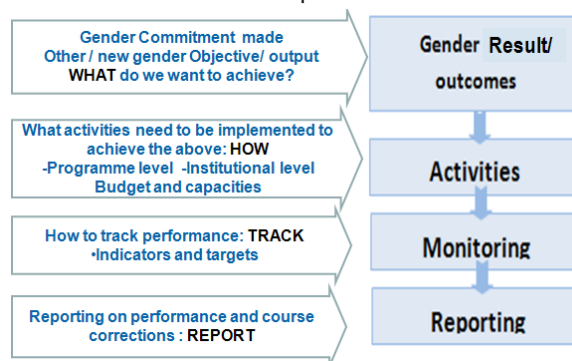 Gender Commitment made
Other / new gender Objective/ output
WHAT do we want to achieve?
Gender Result/
outcomes
What activities need to be implemented to
achieve the above: HOW
-Programme level -Institutional level
Budget and capacities
Activities
How to track performance: TRACK
•Indicators and targets
Monitoring
Reporting on performance and course
corrections : REPORT
Reporting